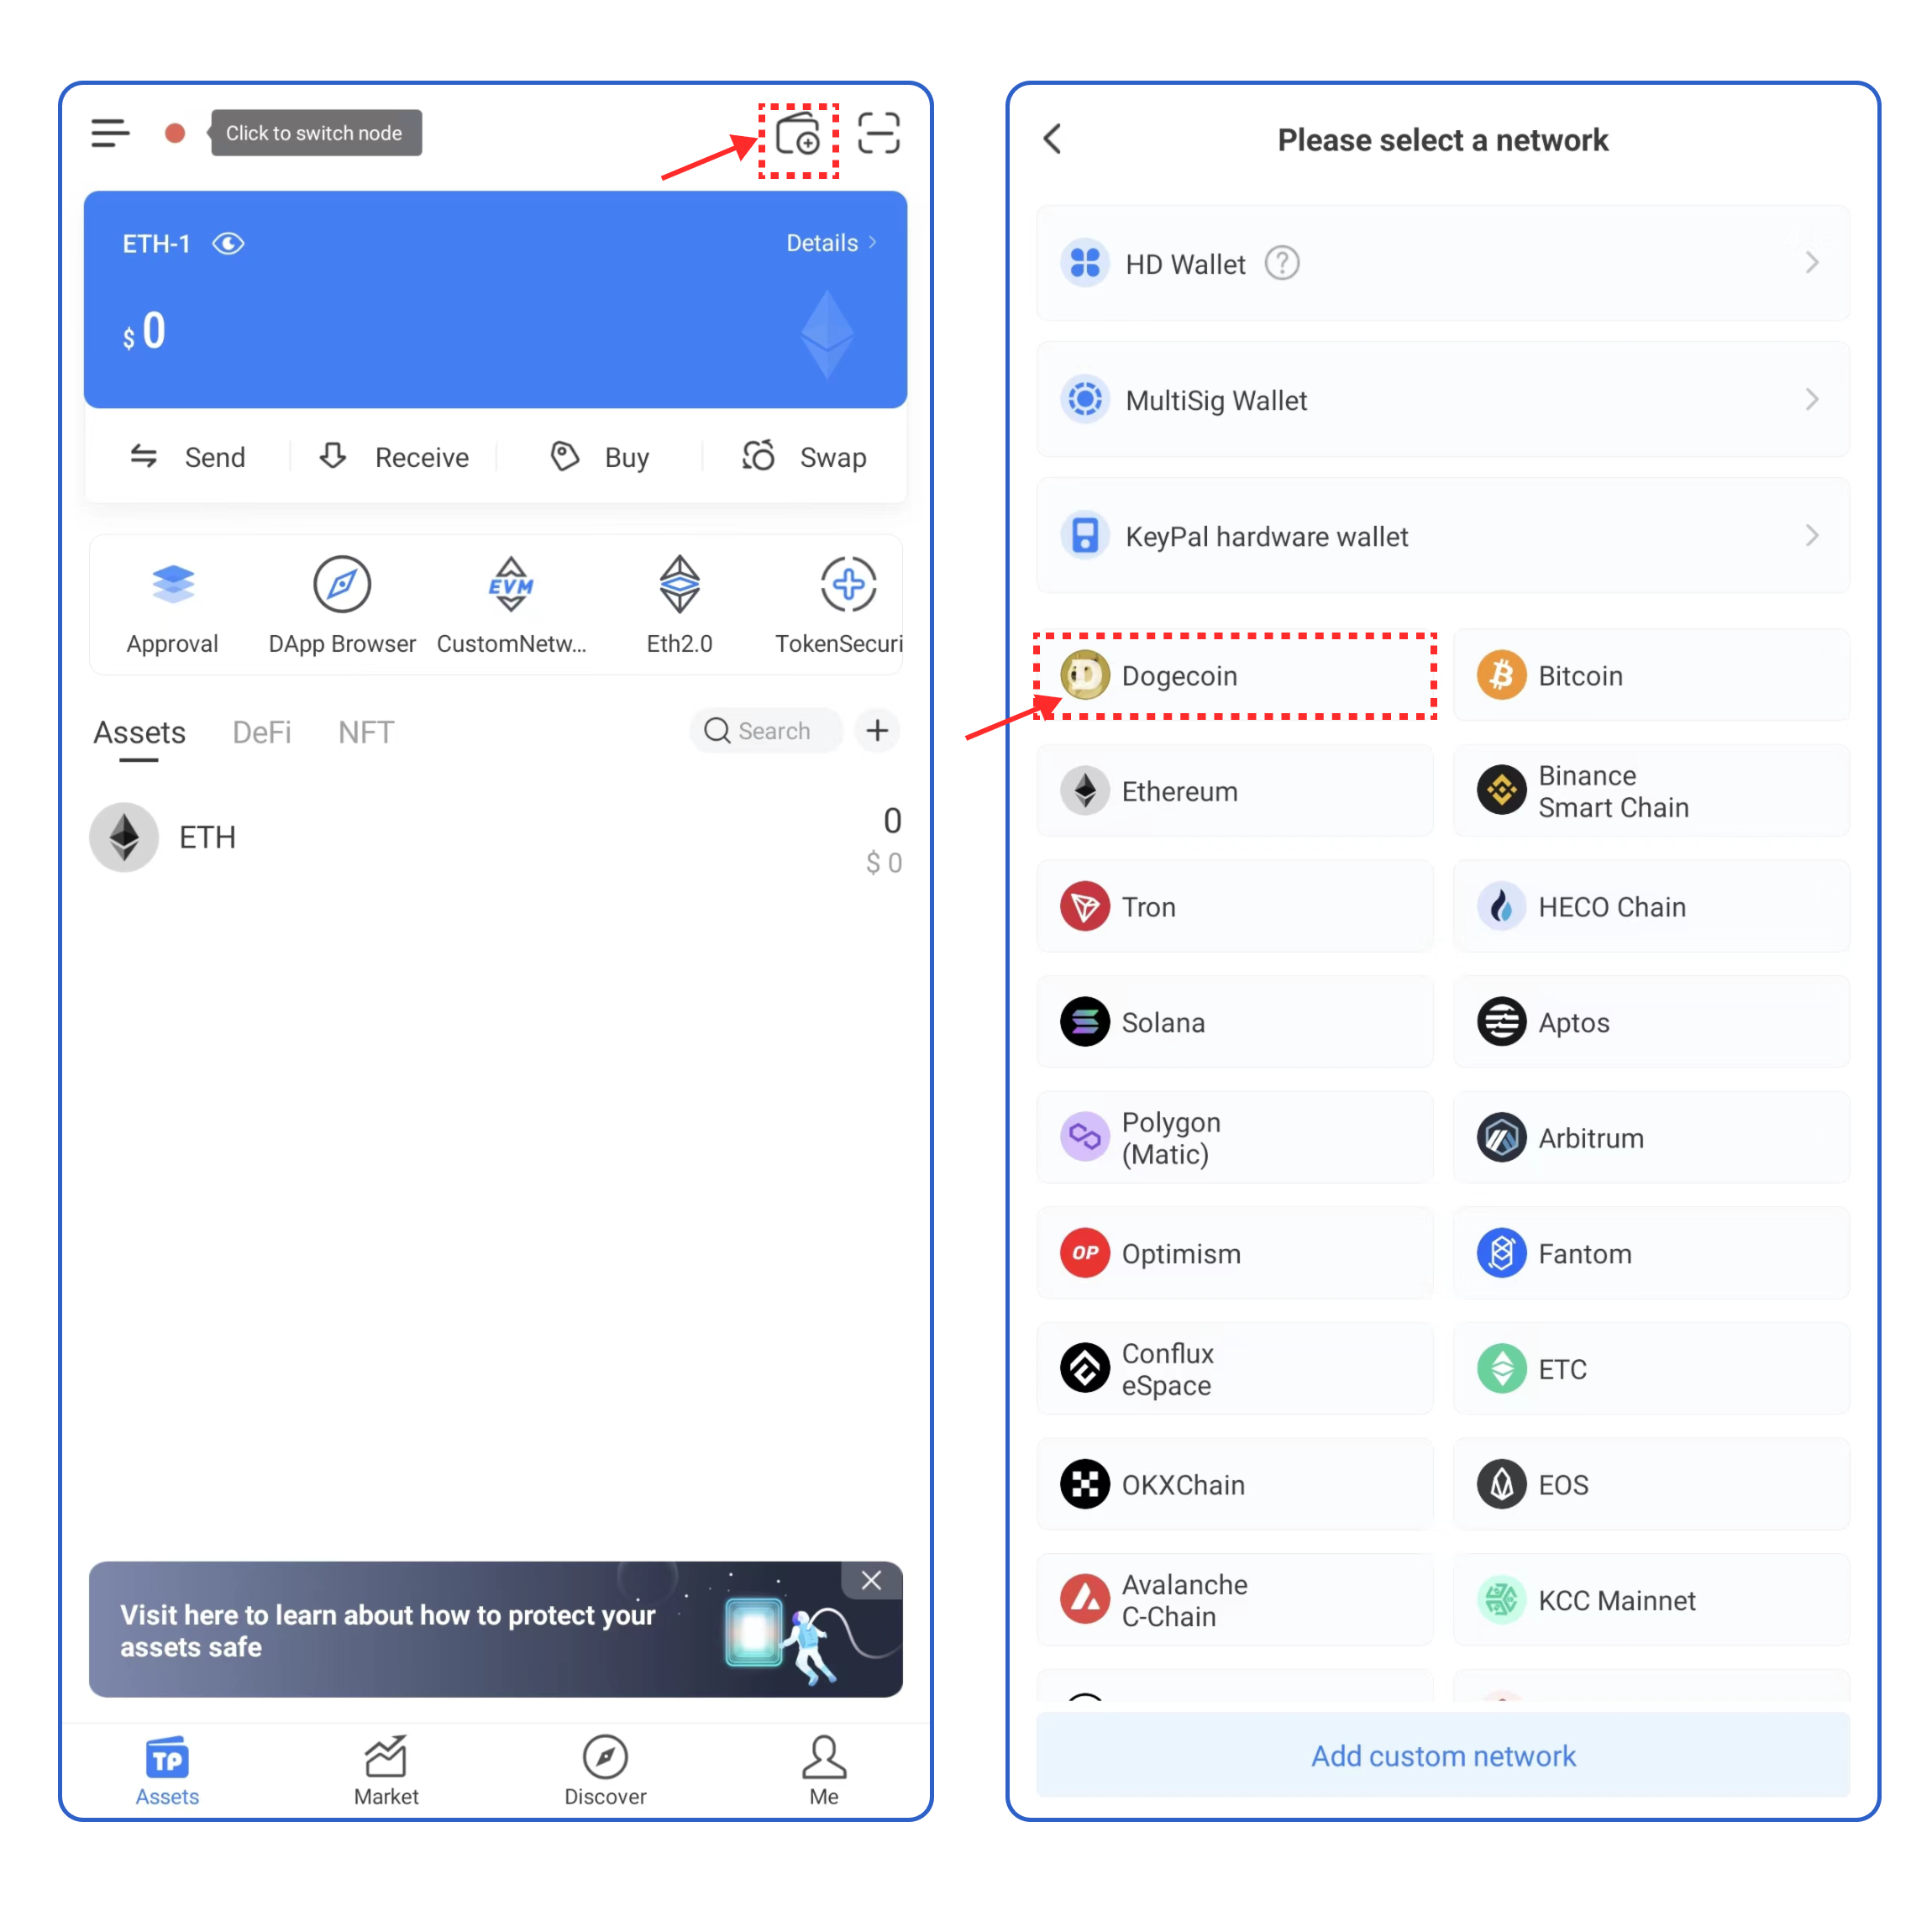 Click to switch node
ETH-1
Details
$ 0
Send
Receive
Buy
Swap
EVM
Approval
DApp Browser
CustomNetw...
Eth2.0
TokenSecuri
Assets
DeFi
NFT
Search
ETH
0
$ 0
Visit here to learn about how to protect your
assets safe
TP
Assets
Market
Discover
Me
Please select a network
HD Wallet
MultiSig Wallet
KeyPal hardware wallet
Dogecoin
Bitcoin
Ethereum
Binance
Smart Chain
Tron
HECO Chain
Solana
Aptos
Polygon
(Matic)
Arbitrum
OP
Optimism
Fantom
Conflux
eSpace
ETC
OKXChain
EOS
Avalanche
C-Chain
KCC Mainnet
Add custom network